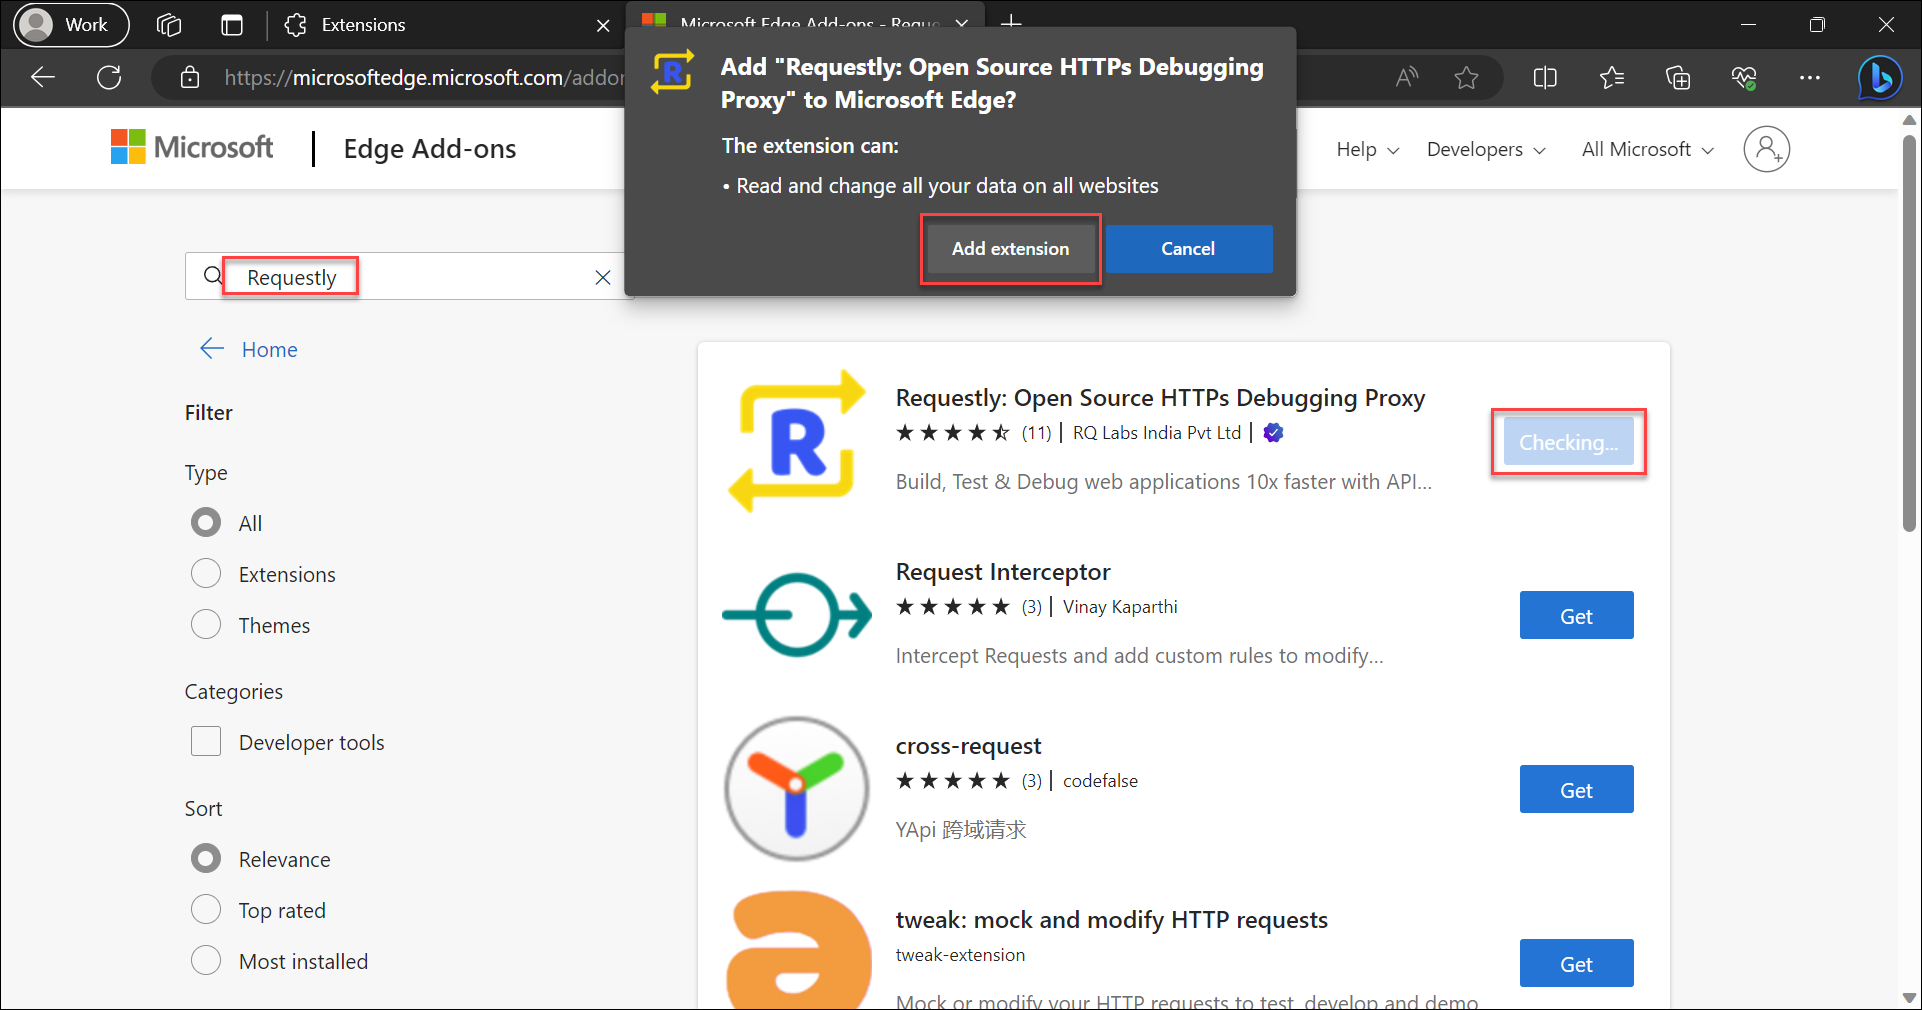 Work
Extensions
Microsoft Edge Add-ons - Reque
https://microsoftedge.microsoft.com/addon
Add "Requestly: Open Source HTTPs Debugging
Proxy" to Microsoft Edge?
The extension can:
• Read and change all your data on all websites
Add extension
Cancel
Microsoft
Edge Add-ons
Help
Developers
All Microsoft
Requestly
Home
Filter
Type
All
Extensions
Themes
Categories
Developer tools
Sort
Relevance
Top rated
Most installed
R
Requestly: Open Source HTTPs Debugging Proxy
(11) | RQ Labs India Pvt Ltd |
Build, Test & Debug web applications 10x faster with API...
Checking...
Request Interceptor
(3) | Vinay Kaparthi
Intercept Requests and add custom rules to modify...
Get
cross-request
(3) | codefalse
YApi 跨域请求
Get
tweak: mock and modify HTTP requests
tweak-extension
Mock or modify your HTTP requests to test, develop and demo
Get